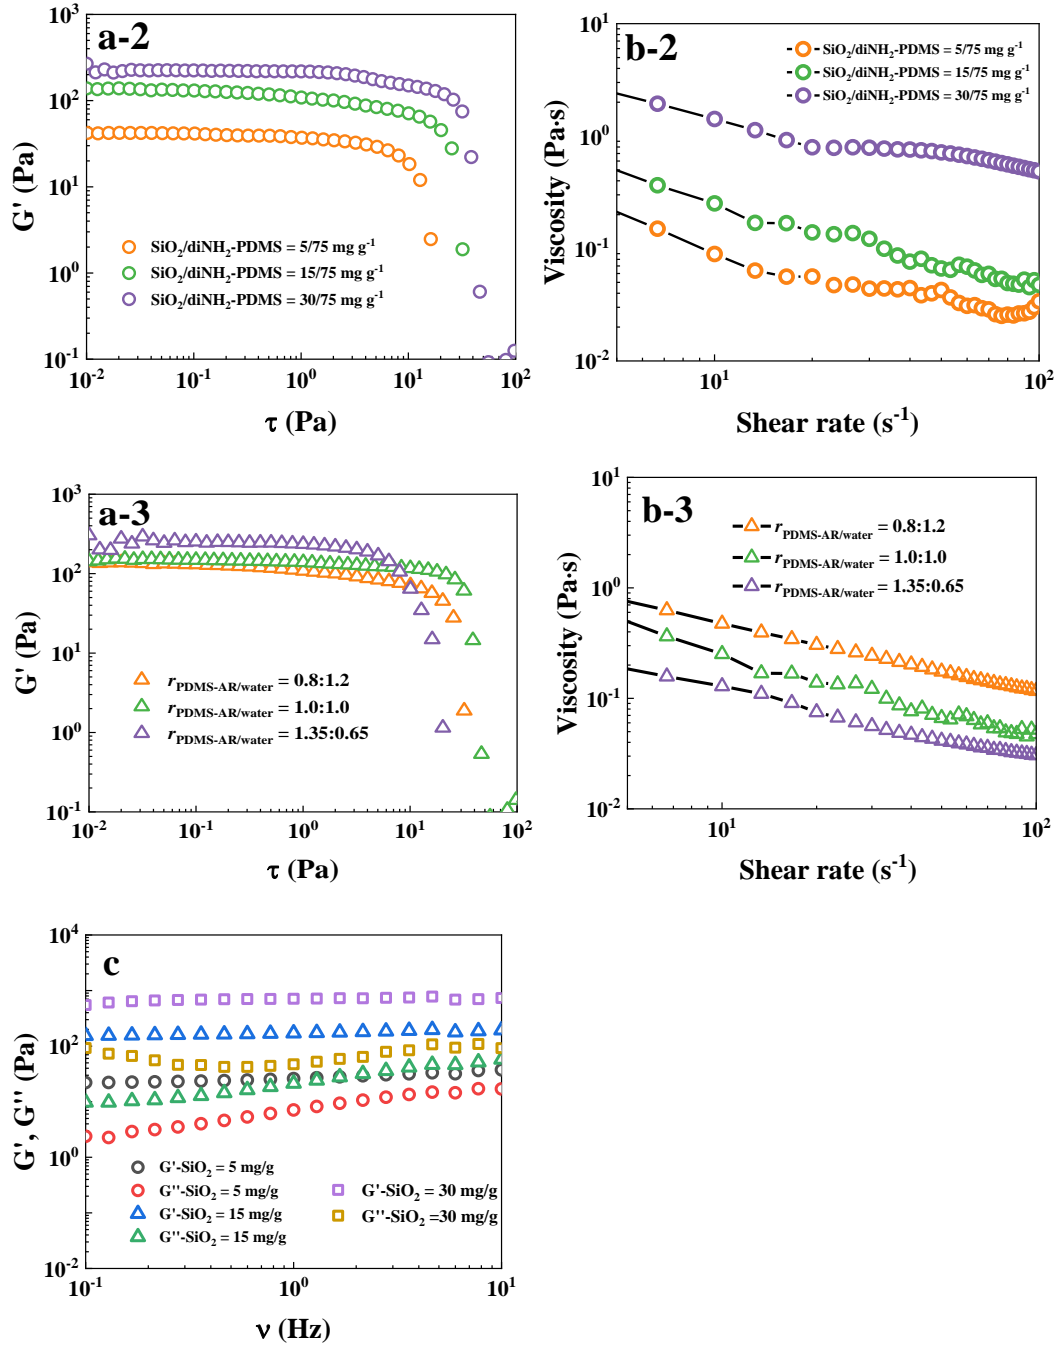 a-2
10³
10²
10¹
10⁰
10⁻¹
G' (Pa)
SiO₂/diNH₂-PDMS = 5/75 mg g⁻¹
SiO₂/diNH₂-PDMS = 15/75 mg g⁻¹
SiO₂/diNH₂-PDMS = 30/75 mg g⁻¹
10⁻² 10⁻¹ 10⁰ 10¹ 10²
τ (Pa)
b-2
10¹
10⁰
10⁻¹
10⁻²
Viscosity (Pa·s)
SiO₂/diNH₂-PDMS = 5/75 mg g⁻¹
SiO₂/diNH₂-PDMS = 15/75 mg g⁻¹
SiO₂/diNH₂-PDMS = 30/75 mg g⁻¹
10¹ 10²
Shear rate (s⁻¹)
a-3
10³
10²
10¹
10⁰
10⁻¹
G' (Pa)
r_PDMS-AR/water = 0.8:1.2
r_PDMS-AR/water = 1.0:1.0
r_PDMS-AR/water = 1.35:0.65
10⁻² 10⁻¹ 10⁰ 10¹ 10²
τ (Pa)
b-3
10¹
10⁰
10⁻¹
10⁻²
Viscosity (Pa·s)
r_PDMS-AR/water = 0.8:1.2
r_PDMS-AR/water = 1.0:1.0
r_PDMS-AR/water = 1.35:0.65
10¹ 10²
Shear rate (s⁻¹)
c
10⁴
10²
10⁰
10⁻²
G', G'' (Pa)
G'-SiO₂ = 5 mg/g
G''-SiO₂ = 5 mg/g
G'-SiO₂ = 15 mg/g
G''-SiO₂ = 15 mg/g
G'-SiO₂ = 30 mg/g
G''-SiO₂ =30 mg/g
10⁻¹ 10⁰ 10¹
ν (Hz)